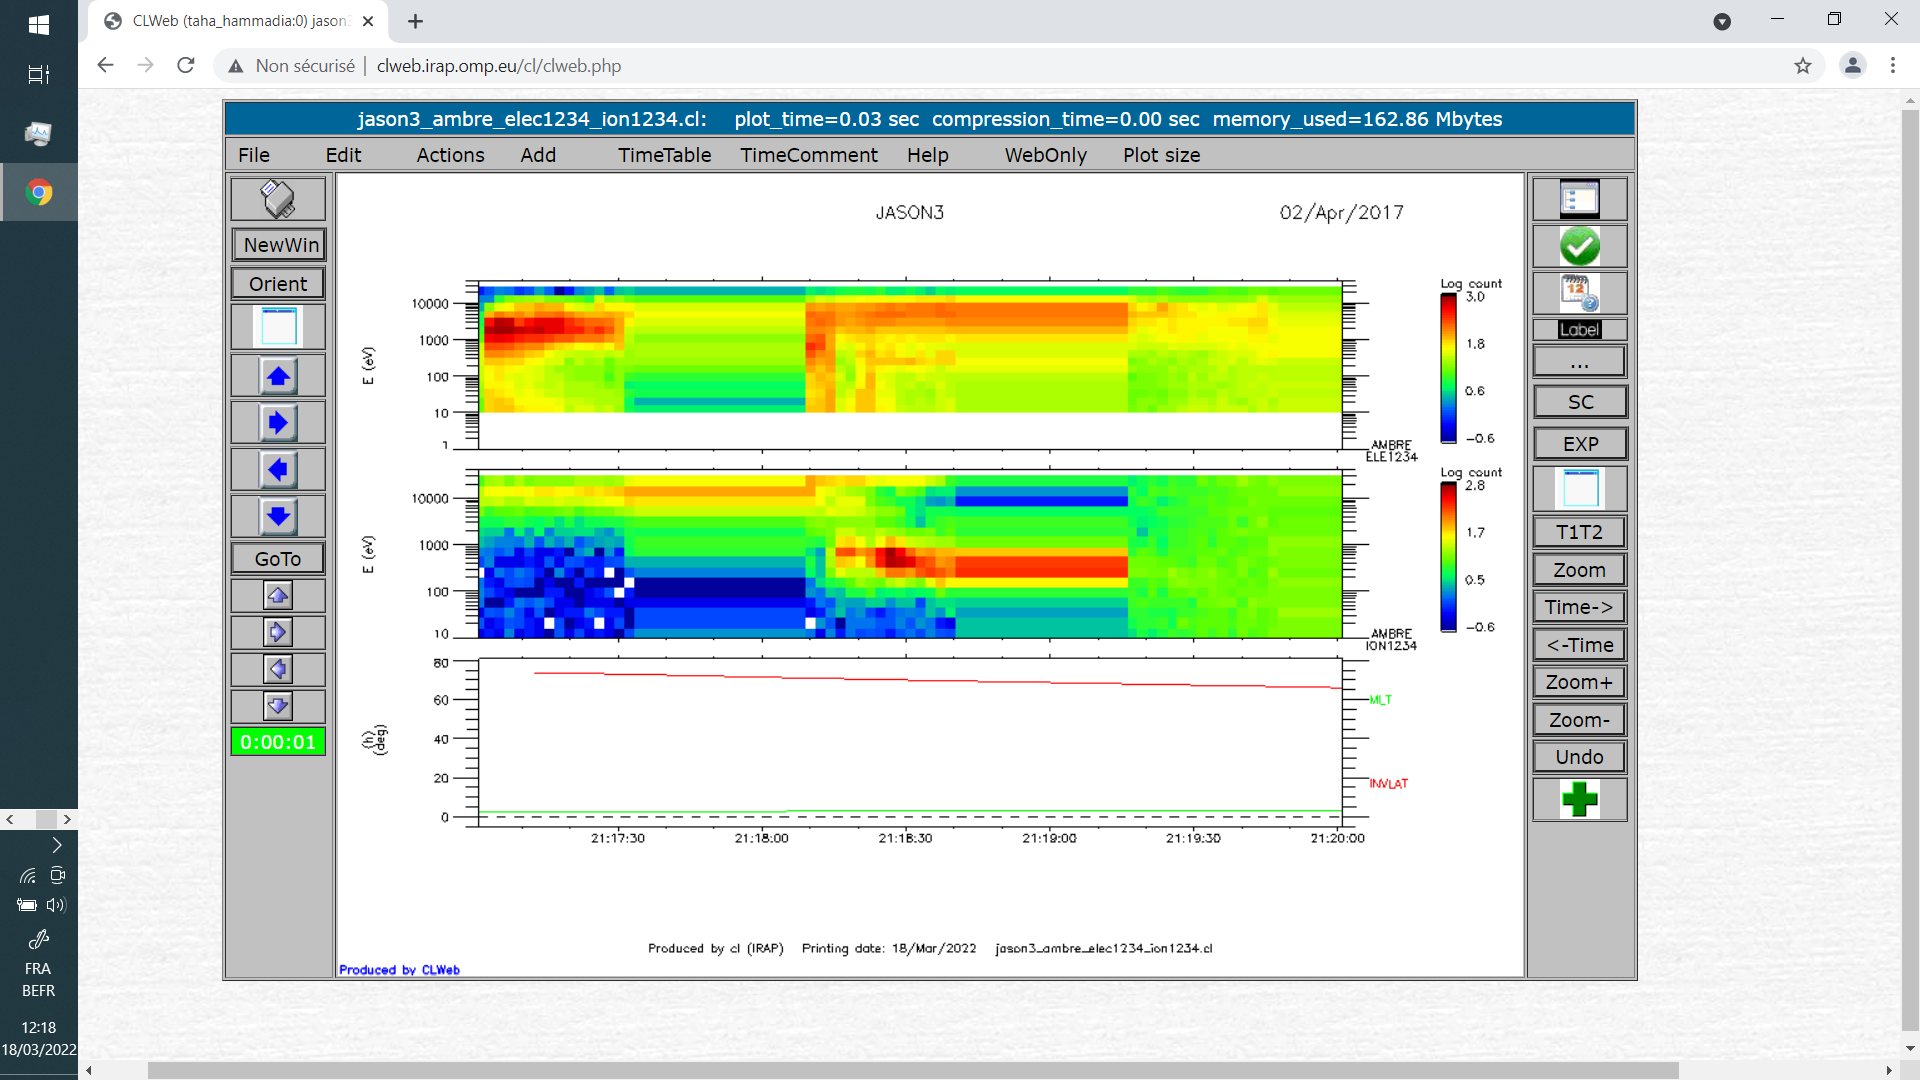 CLWeb (taha_hammadia:0) jason3
Non sécurisé | clweb.irap.omp.eu/cl/clweb.php
jason3_ambre_elec1234_ion1234.cl: plot_time=0.03 sec compression_time=0.00 sec memory_used=162.86 Mbytes
File Edit Actions Add TimeTable TimeComment Help WebOnly Plot size
NewWin
Orient
GoTo
0:00:01
JASON3
02/Apr/2017
Log count
3.0
1.8
0.6
-0.6
E (eV)
10000
1000
100
10
1
AMBRE
ELE1234
Log count
2.8
1.7
0.5
-0.6
E (eV)
10000
1000
100
10
AMBRE
ION1234
80
60
40
20
0
(h)
(deg)
MLT
INVLAT
21:17:30 21:18:00 21:18:30 21:19:00 21:19:30 21:20:00
Produced by cl (IRAP) Printing date: 18/Mar/2022 jason3_ambre_elec1234_ion1234.cl
Produced by CLWeb
12
Label
...
SC
EXP
T1T2
Zoom
Time->
<-Time
Zoom+
Zoom-
Undo
FRA
BEFR
12:18
18/03/2022